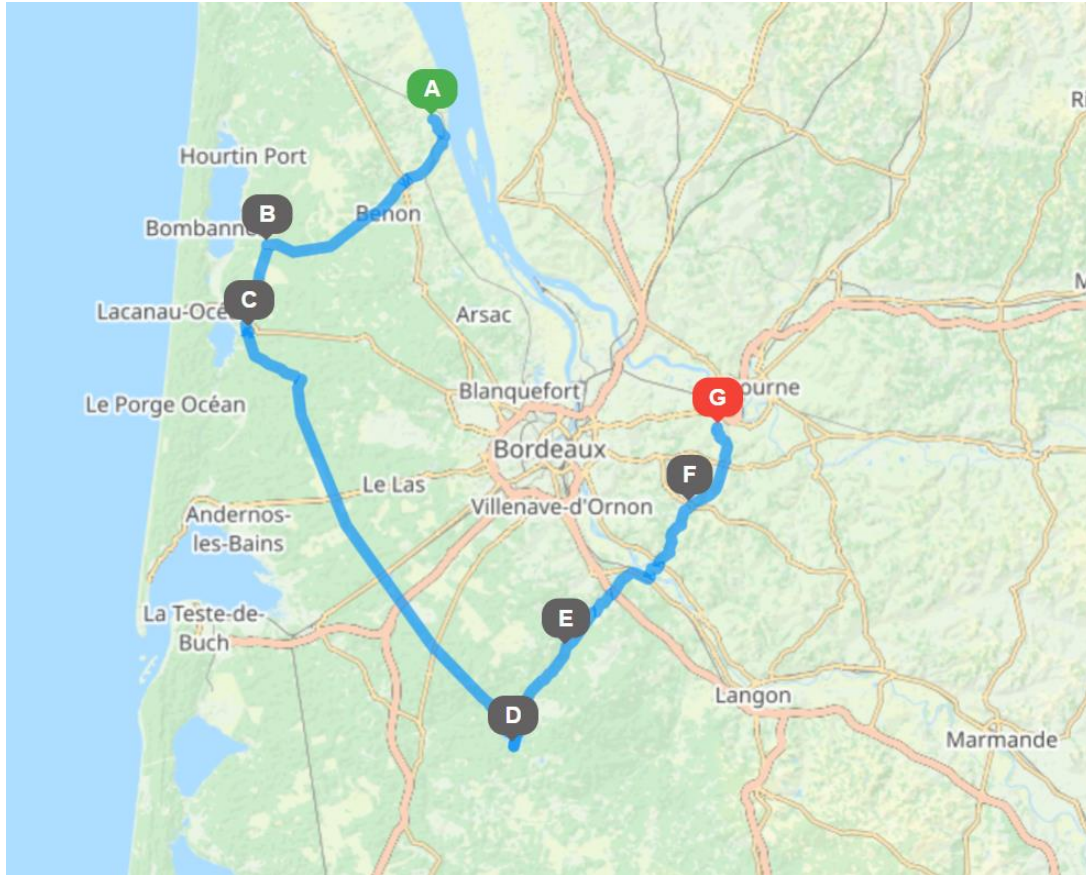 A
Ri
Hourtin Port
B
Benon
Bombanne
C
M
Lacanau-Océ
Arsac
Blanquefort
ourne
G
Le Porge Océan
Bordeaux
F
Le Las
Villenave-d'Ornon
Andernos-
les-Bains
La Teste-de-
Buch
E
Langon
D
Marmande